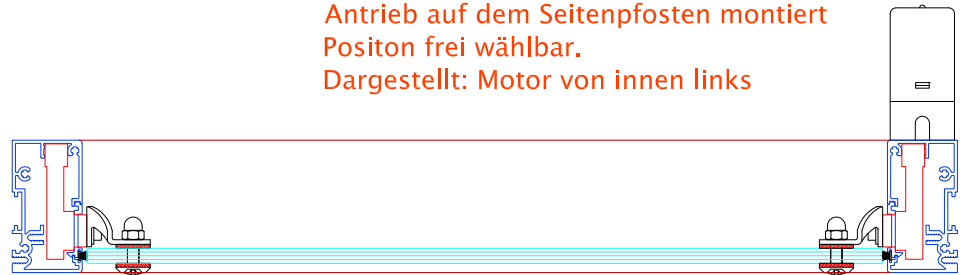 Antrieb auf dem Seitenpfosten montiert
Positon frei wählbar.
Dargestellt: Motor von innen links